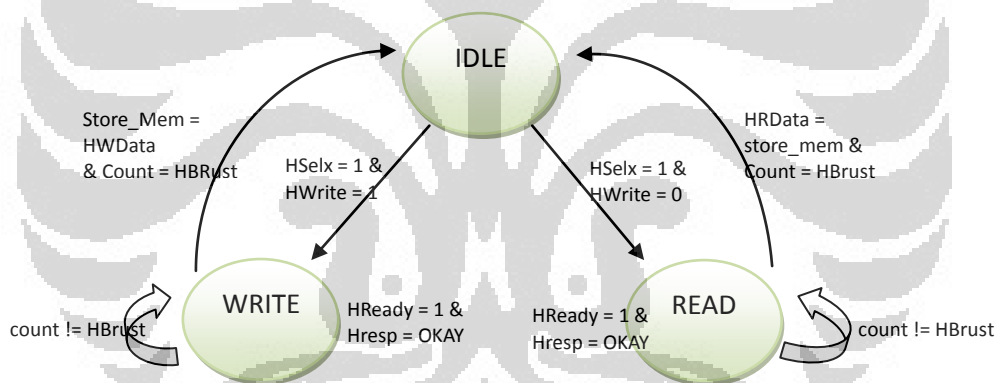 IDLE
Store_Mem =
HWData
& Count = HBRust
HSelx = 1 &
HWrite = 1
HSelx = 1 &
HWrite = 0
HRData =
store_mem &
Count = HBrust
WRITE
HReady = 1 &
Hresp = OKAY
count != HBrust
READ
HReady = 1 &
Hresp = OKAY
count != HBrust